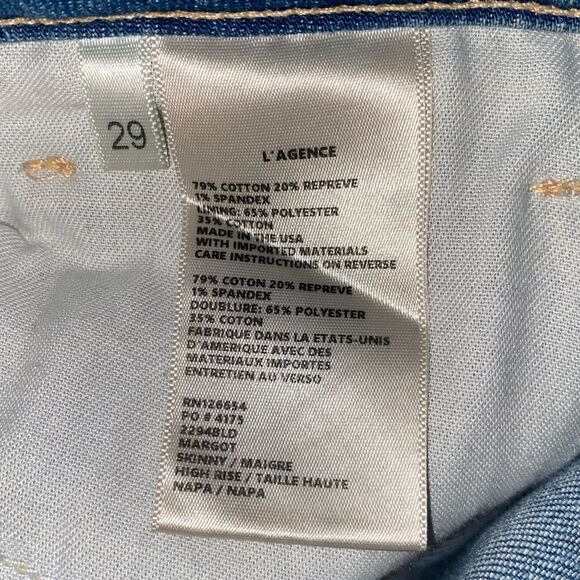 29
L'AGENCE
79% COTTON 20% REPREVE
1% SPANDEX
LINING: 65% POLYESTER
35% COTTON
MADE IN THE USA
WITH IMPORTED MATERIALS
CARE INSTRUCTIONS ON REVERSE
79% COTON 20% REPREVE
1% SPANDEX
DOUBLURE: 65% POLYESTER
35% COTON
FABRIQUE DANS LA ETATS-UNIS
D'AMERIQUE AVEC DES
MATERIAUX IMPORTES
ENTRETIEN AU VERSO
RN126654
PO # 4175
2294BLD
MARGOT
SKINNY / MAIGRE
HIGH RISE / TAILLE HAUTE
NAPA / NAPA